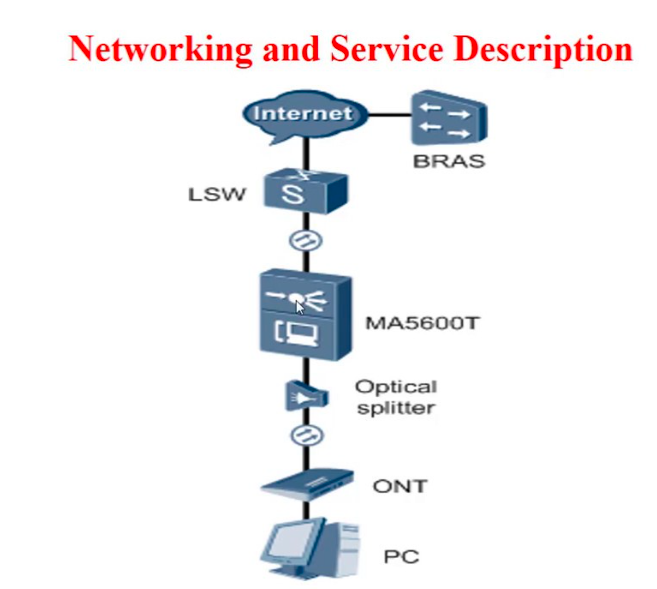 Networking and Service Description
Internet
BRAS
LSW
S
MA5600T
Optical
splitter
ONT
PC